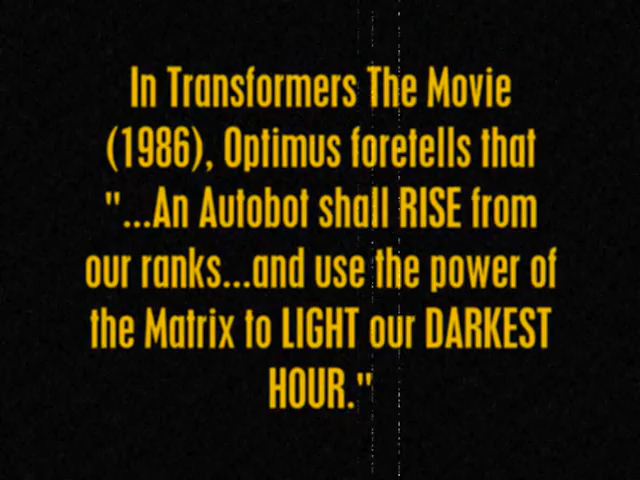 In Transformers The Movie
(1986), Optimus foretells that
"...An Autobot shall RISE from
our ranks...and use the power of
the Matrix to LIGHT our DARKEST
HOUR."